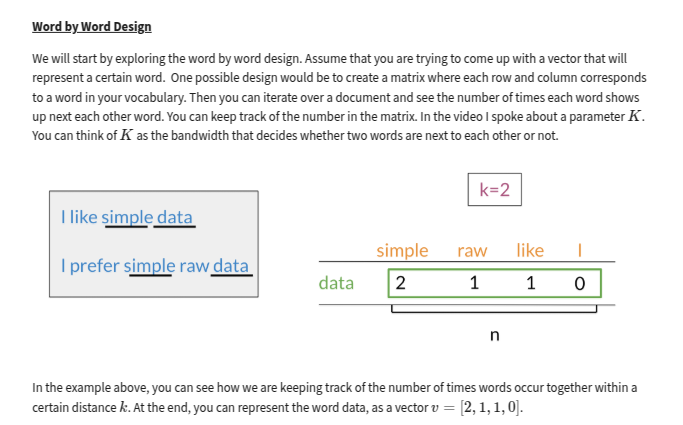 Word by Word Design
We will start by exploring the word by word design. Assume that you are trying to come up with a vector that will
represent a certain word.  One possible design would be to create a matrix where each row and column corresponds
to a word in your vocabulary. Then you can iterate over a document and see the number of times each word shows
up next each other word. You can keep track of the number in the matrix. In the video I spoke about a parameter K.
You can think of K as the bandwidth that decides whether two words are next to each other or not.
k=2
I like simple data
I prefer simple raw data
simple raw like I
data 2 1 1 0
n
In the example above, you can see how we are keeping track of the number of times words occur together within a
certain distance k. At the end, you can represent the word data, as a vector v = [2, 1, 1, 0].